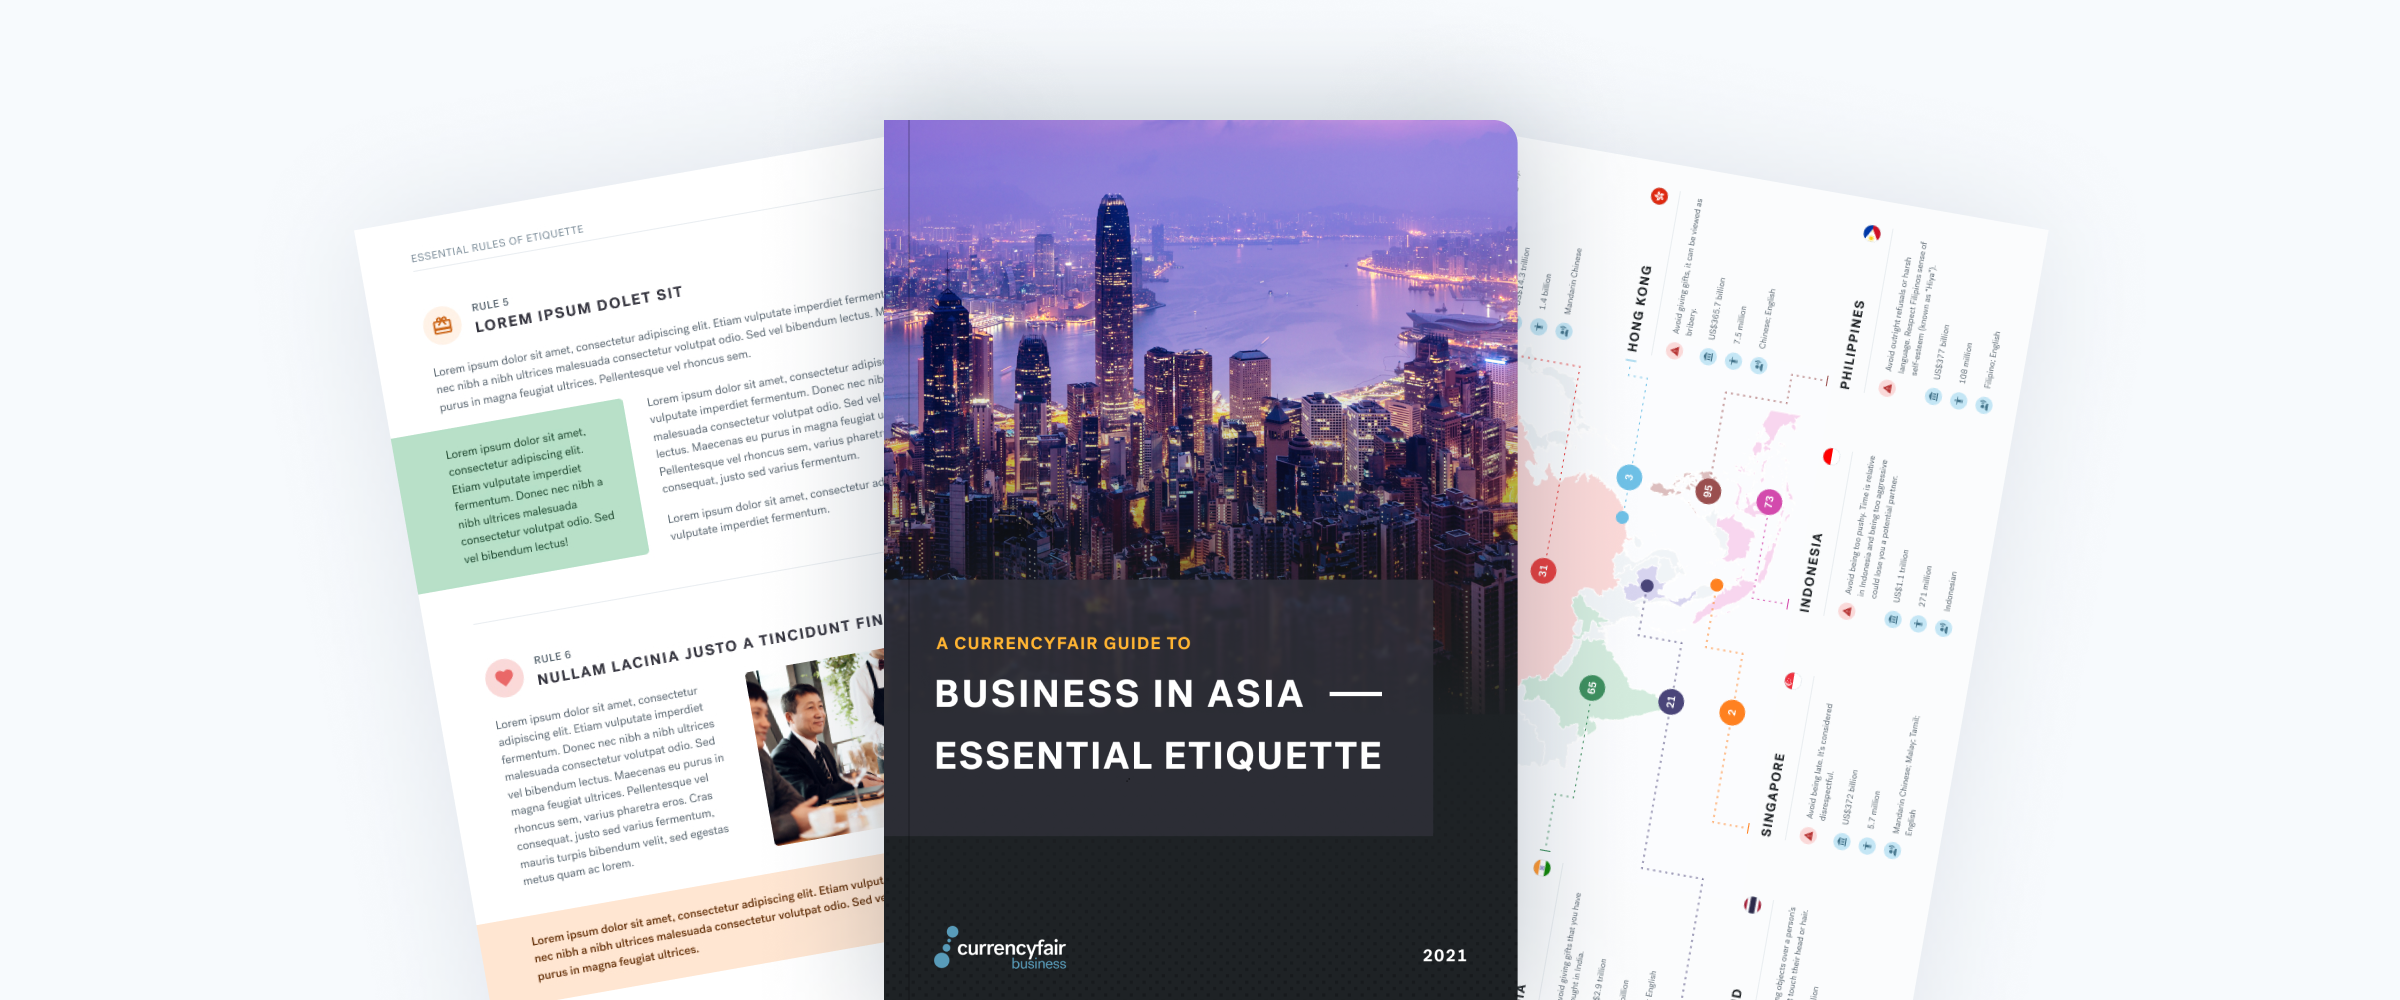 ESSENTIAL RULES OF ETIQUETTE
RULE 5
LOREM IPSUM DOLET SIT
Lorem ipsum dolor sit amet, consectetur adipiscing elit. Etiam vulputate imperdiet
nec nibh a nibh ultrices malesuada consectetur volutpat odio. Sed vel bibendum lectus.
purus in magna feugiat ultrices. Pellentesque vel rhoncus sem.
Lorem ipsum dolor sit amet,
consectetur adipiscing elit.
Etiam vulputate imperdiet
fermentum. Donec nec nibh a
nibh ultrices malesuada
consectetur volutpat odio. Sed
vel bibendum lectus!
Lorem ipsum dolor sit amet, consectetur
vulputate imperdiet fermentum. Donec nec nib
malesuada consectetur volutpat odio. Sed vel
lectus. Maecenas eu purus in magna feugiat
Pellentesque vel rhoncus sem, varius pharet
consequat, justo sed varius fermentum.
Lorem ipsum dolor sit amet, consectetur ad
vulputate imperdiet fermentum.
RULE 6
NULLAM LACINIA JUSTO A TINCIDUNT FIN
Lorem ipsum dolor sit amet, consectetur
adipiscing elit. Etiam vulputate imperdiet
fermentum. Donec nec nibh a nibh ultrices
malesuada consectetur volutpat odio. Sed
vel bibendum lectus. Maecenas eu purus in
magna feugiat ultrices. Pellentesque vel
rhoncus sem, varius pharetra eros. Cras
consequat, justo sed varius fermentum,
mauris turpis bibendum velit, sed egestas
metus quam ac lorem.
Lorem ipsum dolor sit amet, consectetur adipiscing elit. Etiam vulput
nec nibh a nibh ultrices malesuada consectetur volutpat odio. Sed ve
purus in magna feugiat ultrices.
A CURRENCYFAIR GUIDE TO
BUSINESS IN ASIA —
ESSENTIAL ETIQUETTE
currencyfair
business
2021
US$14.3 trillion
1.4 billion
Mandarin Chinese
HONG KONG
Avoid giving gifts, it can be viewed as
bribery.
US$365.7 billion
7.5 million
Chinese; English
PHILIPPINES
Avoid outright refusals or harsh
language. Respect Filipinos sense of
self-esteem (known as "Hiya").
US$377 billion
108 million
Filipino; English
INDONESIA
Avoid being too pushy. Time is relative
in Indonesia and being too aggressive
could lose you a potential partner.
US$1.1 trillion
271 million
Indonesian
SINGAPORE
Avoid being late. It's considered
disrespectful.
US$372 billion
5.7 million
Mandarin Chinese; Malay; Tamil;
English
31
3
95
73
65
21
2
void giving gifts that you have
ught in India.
$2.9 trillion
illion
English
IA
ng objects over a person's
t touch their head or hair.
lion
D